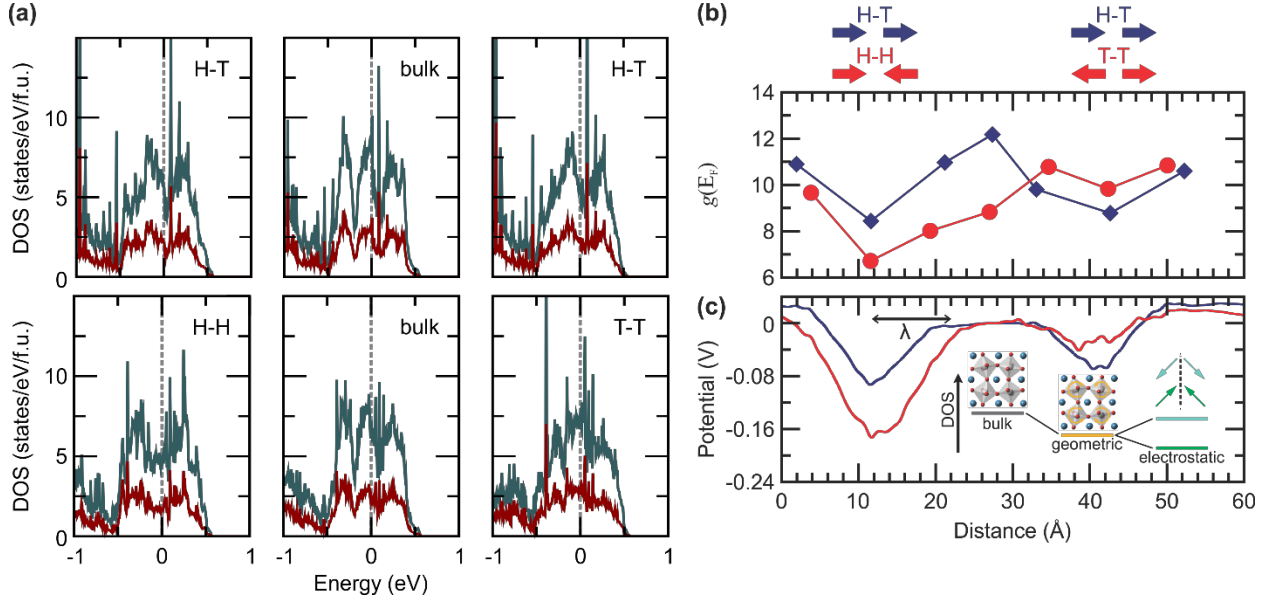 (a)
DOS (states/eV/f.u.)
10
5
0
H-T
bulk
H-T
DOS (states/eV/f.u.)
10
5
0
H-H
bulk
T-T
-1 0 1
-1 0 1
-1 0 1
Energy (eV)
(b)
H-T H-T
H-H T-T
g(E_F)
14
12
10
8
6
(c)
Potential (V)
0
-0.08
-0.16
-0.24
λ
DOS
bulk
geometric
electrostatic
0 10 20 30 40 50 60
Distance (Å)